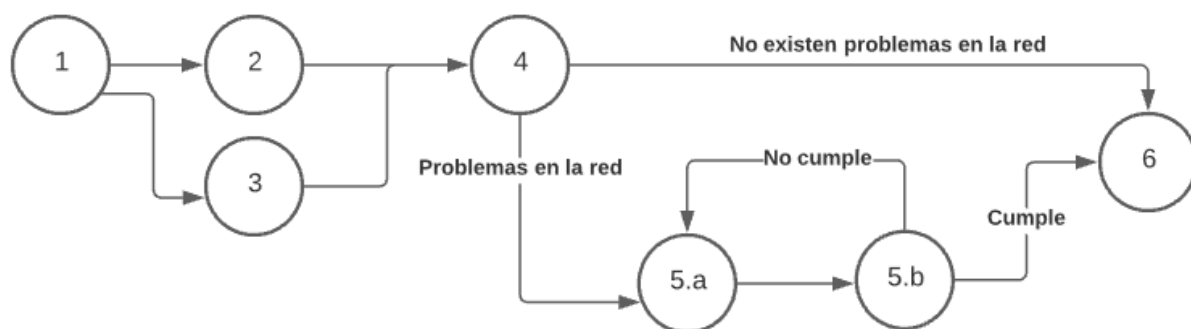 1
2
3
4
No existen problemas en la red
Problemas en la red
No cumple
5.a
5.b
Cumple
6